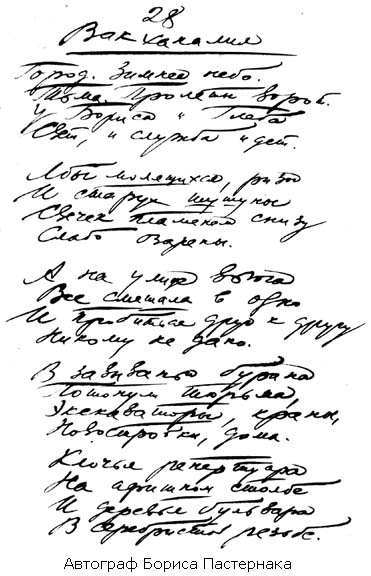 28
Вакханалия
Город. Зимнее небо.
Тьма. Пролеты ворот.
У Бориса и Глеба
Свет, и служба идет.
Лбы молящихся, ризы
И старух шушуны
Свечек пламенем снизу
Слабо озарены.
А на улице вьюга
Все смешала в одно
И пробиться друг к другу
Никому не дано.
В завываньи бурана
Потонули тюрьма,
Экскаваторы, краны,
Новостройки, дома.
Клочья репертуара
На афишном столбе
И деревья бульвара
В серебристой резьбе.
Автограф Бориса Пастернака